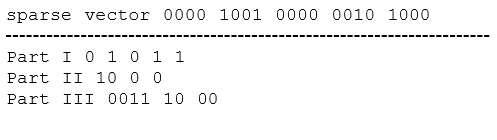 sparse vector 0000 1001 0000 0010 1000
Part I 0 1 0 1 1
Part II 10 0 0
Part III 0011 10 00